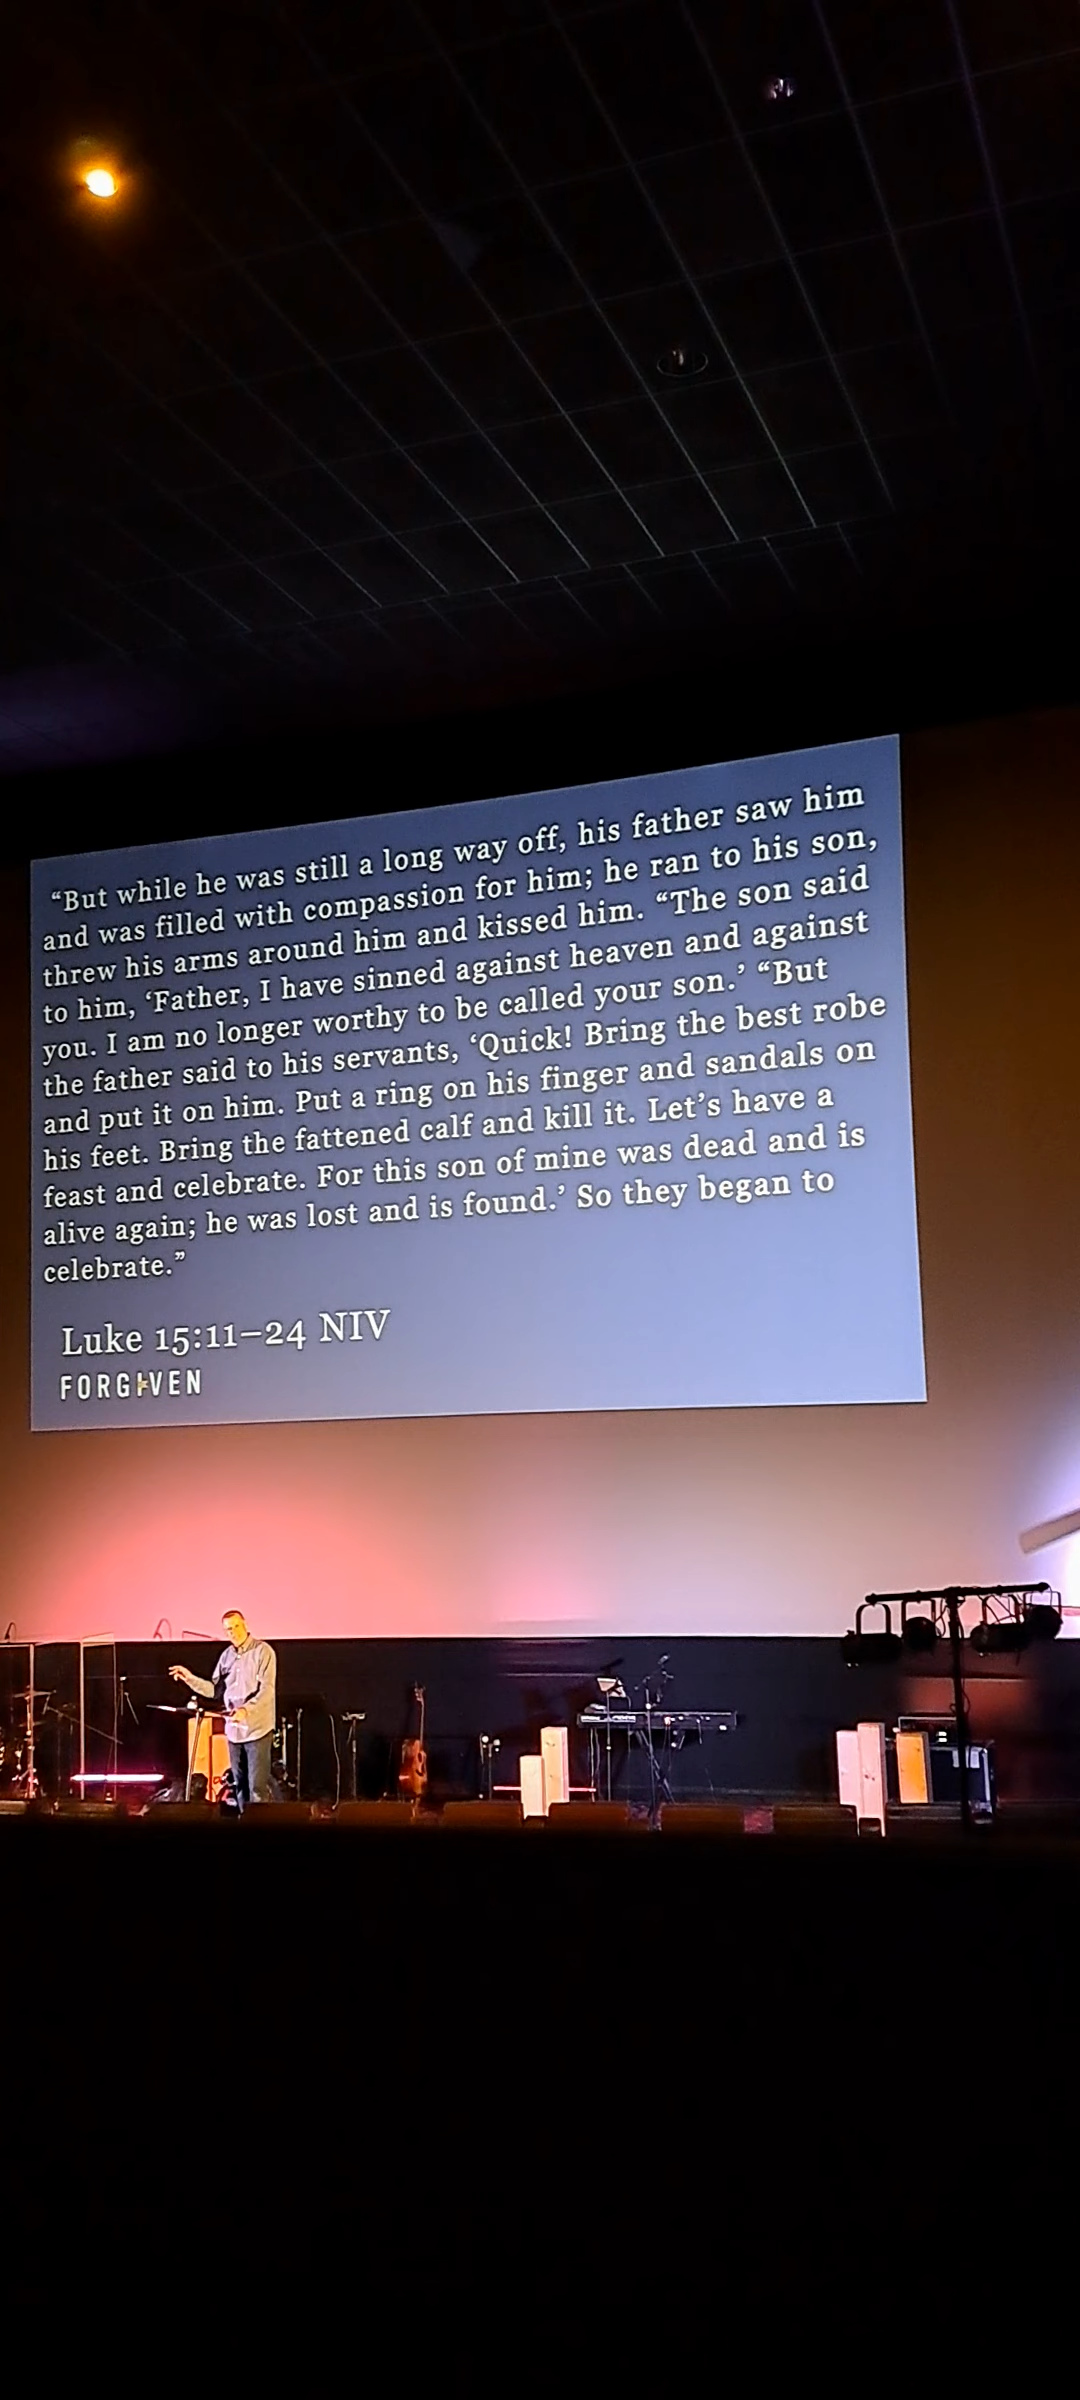 “But while he was still a long way off, his father saw him
and was filled with compassion for him; he ran to his son,
threw his arms around him and kissed him. “The son said
to him, ‘Father, I have sinned against heaven and against
you. I am no longer worthy to be called your son.’ “But
the father said to his servants, ‘Quick! Bring the best robe
and put it on him. Put a ring on his finger and sandals on
his feet. Bring the fattened calf and kill it. Let’s have a
feast and celebrate. For this son of mine was dead and is
alive again; he was lost and is found.’ So they began to
celebrate.”
Luke 15:11–24 NIV
FORGIVEN